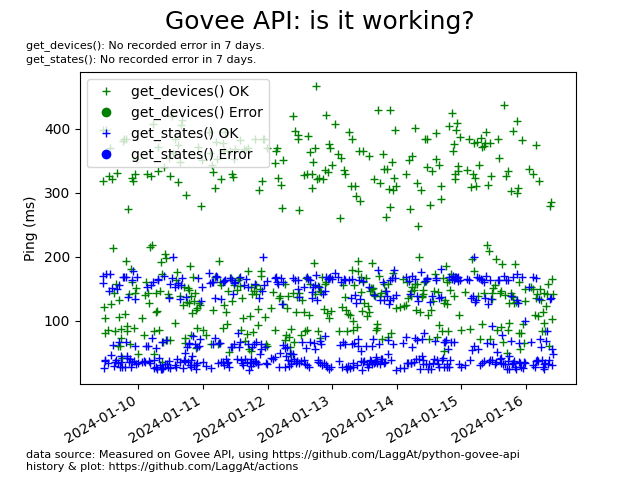 Govee API: is it working?
get_devices(): No recorded error in 7 days.
get_states(): No recorded error in 7 days.
get_devices() OK
get_devices() Error
get_states() OK
get_states() Error
Ping (ms)
400
300
200
100
2024-01-10
2024-01-11
2024-01-12
2024-01-13
2024-01-14
2024-01-15
2024-01-16
data source: Measured on Govee API, using https://github.com/LaggAt/python-govee-api
history & plot: https://github.com/LaggAt/actions